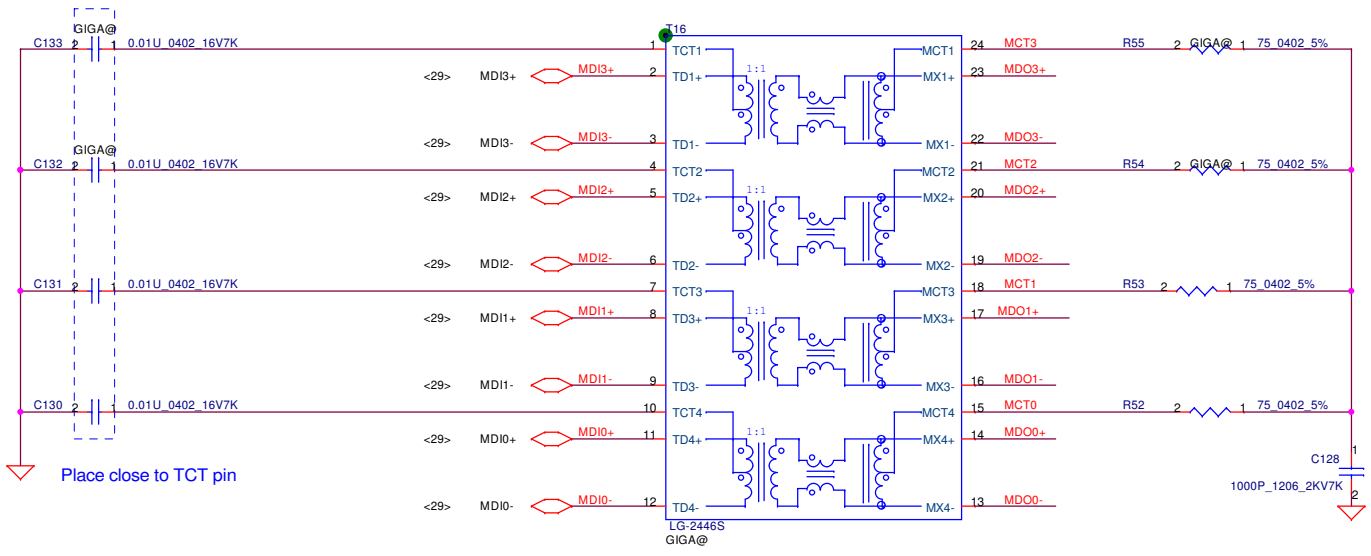 GIGA@ T16
C133 2 1 0.01U_0402_16V7K 1 TCT1 MCT1 24 MCT3 R55 2 GIGA@ 1 75_0402_5%
1:1
<29> MDI3+ MDI3+ 2 TD1+ MX1+ 23 MDO3+
<29> MDI3- MDI3- 3 TD1- MX1- 22 MDO3-
GIGA@
C132 2 1 0.01U_0402_16V7K 4 TCT2 MCT2 21 MCT2 R54 2 GIGA@ 1 75_0402_5%
1:1
<29> MDI2+ MDI2+ 5 TD2+ MX2+ 20 MDO2+
<29> MDI2- MDI2- 6 TD2- MX2- 19 MDO2-
C131 2 1 0.01U_0402_16V7K 7 TCT3 MCT3 18 MCT1 R53 2 1 75_0402_5%
1:1
<29> MDI1+ MDI1+ 8 TD3+ MX3+ 17 MDO1+
<29> MDI1- MDI1- 9 TD3- MX3- 16 MDO1-
C130 2 1 0.01U_0402_16V7K 10 TCT4 MCT4 15 MCT0 R52 2 1 75_0402_5%
1:1
<29> MDI0+ MDI0+ 11 TD4+ MX4+ 14 MDO0+
1
C128
Place close to TCT pin
1000P_1206_2KV7K
2
<29> MDI0- MDI0- 12 TD4- MX4- 13 MDO0-
LG-2446S
GIGA@